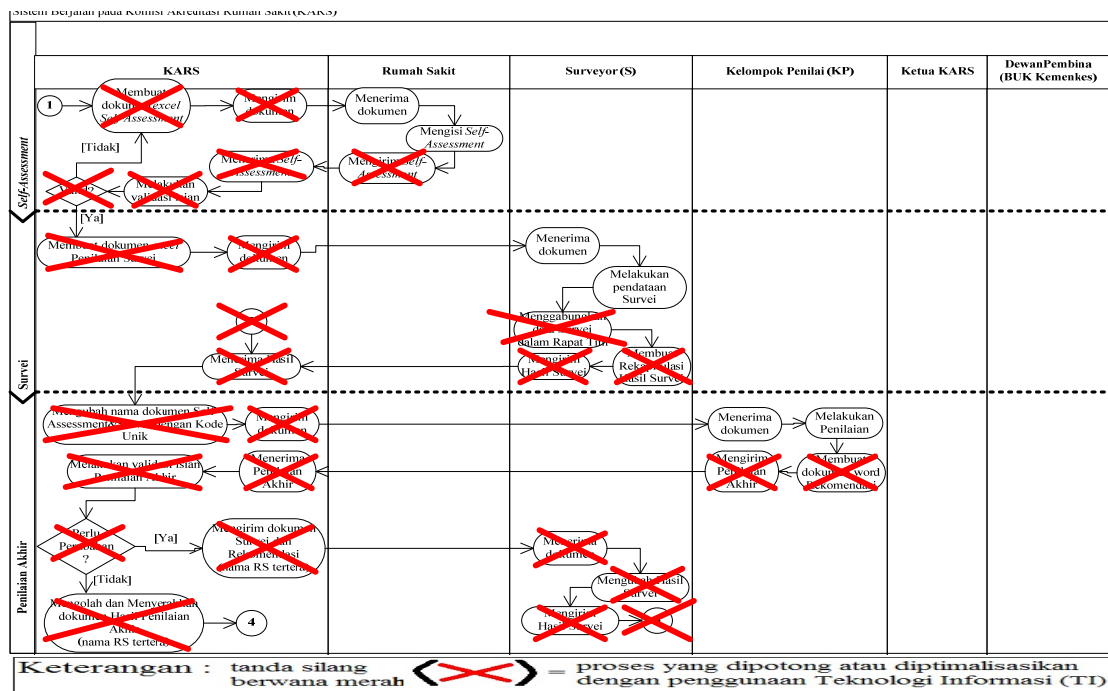 Sistem Berjalan pada Komisi Akreditasi Rumah Sakit (KARS)
KARS
Rumah Sakit
Surveyor (S)
Kelompok Penilai (KP)
Ketua KARS
DewanPembina
(BUK Kemenkes)
Self-Assessment
1
Membuat
dokumen excel
Self-Assessment
Mengirim
dokumen
Menerima
dokumen
Mengisi Self-
Assessment
Mengirim Self-
Assessment
Menerima Self-
Assessment
Melakukan
validasi isian
Valid?
[Tidak]
[Ya]
Survei
Membuat dokumen excel
Penilaian Survei
Mengirim
dokumen
Menerima
dokumen
Melakukan
pendataan
Survei
Menggabungkan
data Survei
dalam Rapat Tim
Membuat
Rekapitulasi
Hasil Survei
Mengirim
Hasil Survei
Menerima Hasil
Survei
Penilaian Akhir
Mengubah nama dokumen Self-
Assessment& dengan Kode
Unik
Mengirim
dokumen
Menerima
dokumen
Melakukan
Penilaian
Membuat
dokumen word
Rekomendasi
Mengirim
Penilaian
Akhir
Menerima
Penilaian
Akhir
Melakukan validasi isian
Penilaian Akhir
Perlu
Perubahan
?
[Ya]
[Tidak]
Mengirim dokumen
Survei dan
Rekomendasi
(nama RS tertera)
Menerima
dokumen
Mengubah Hasil
Survei
Mengirim
Hasil Survei
Mengolah dan Menyerahkan
dokumen Hasil Penilaian
Akhir
(nama RS tertera)
4
Keterangan : tanda silang berwana merah ( ) = proses yang dipotong atau diptimalisasikan
dengan penggunaan Teknologi Informasi (TI)